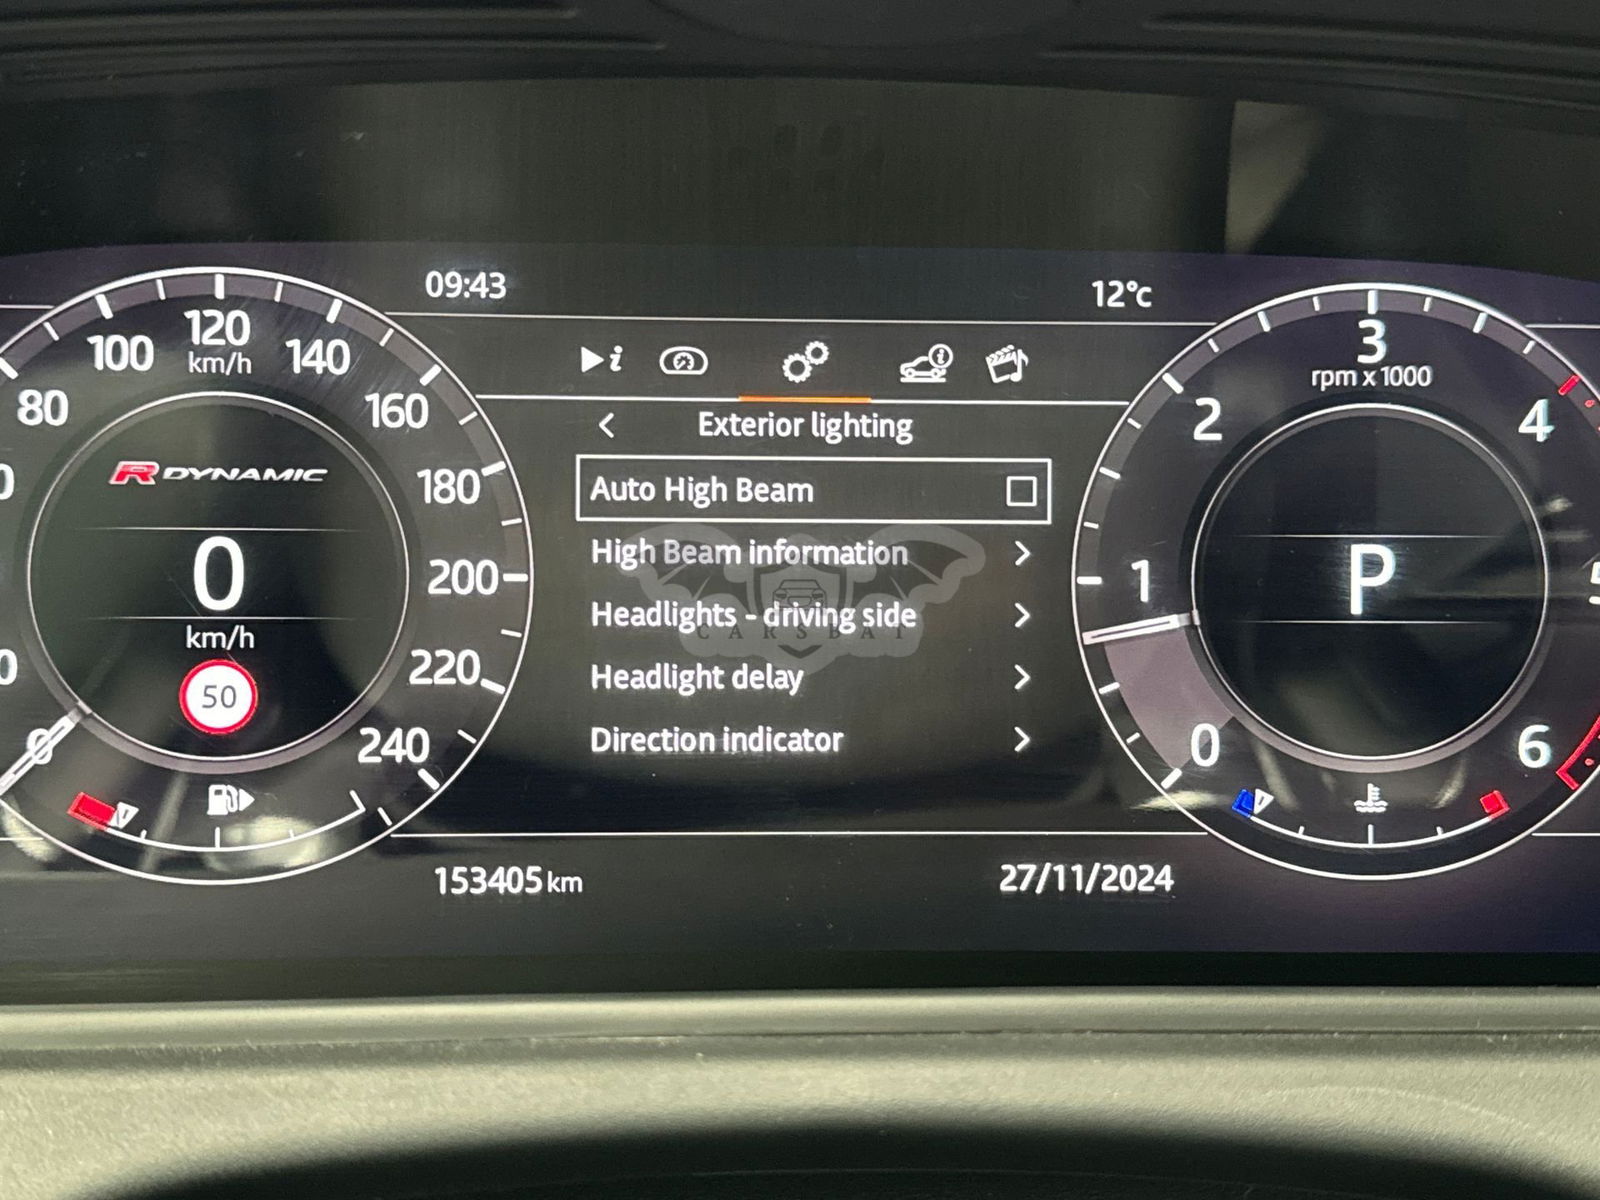 09:43
12°c
i
i
Exterior lighting
Auto High Beam
High Beam information
Headlights - driving side
Headlight delay
Direction indicator
CARSBAT
153405 km
27/11/2024
80
100
120
km/h
140
160
180
200
220
240
0
R DYNAMIC
0
km/h
50
0
1
2
3
rpm x 1000
4
6
P